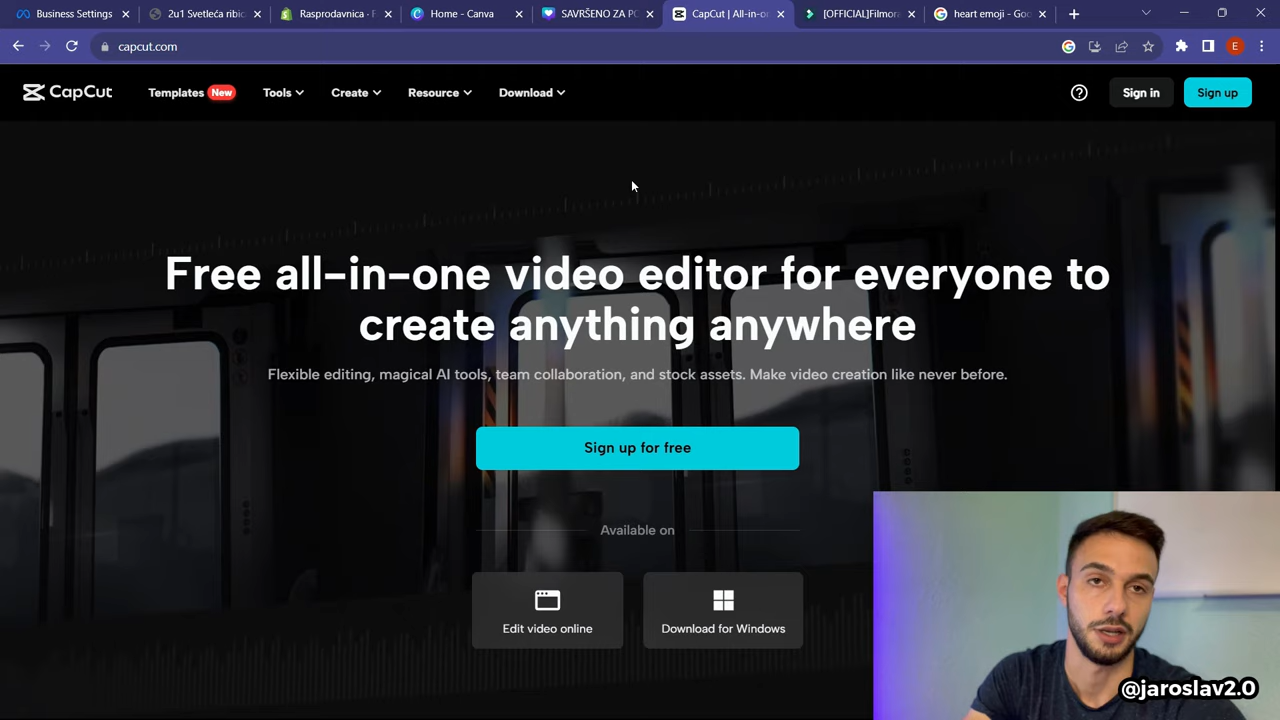 Business Settings
2u1 Svetleća ribic
Rasprodavnica · F
Home - Canva
SAVRŠENO ZA PO
CapCut | All-in-o
[OFFICIAL]Filmora
heart emoji - Goo
capcut.com
E
CapCut
Templates New
Tools
Create
Resource
Download
Sign in
Sign up
Free all-in-one video editor for everyone to
create anything anywhere
Flexible editing, magical AI tools, team collaboration, and stock assets. Make video creation like never before.
Sign up for free
Available on
Edit video online
Download for Windows
@jaroslav2.0